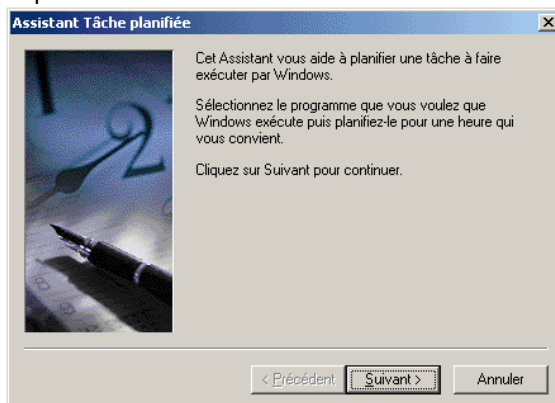 Assistant Tâche planifiée
Cet Assistant vous aide à planifier une tâche à faire
exécuter par Windows.
Sélectionnez le programme que vous voulez que
Windows exécute puis planifiez-le pour une heure qui
vous convient.
Cliquez sur Suivant pour continuer.
< Précédent
Suivant >
Annuler